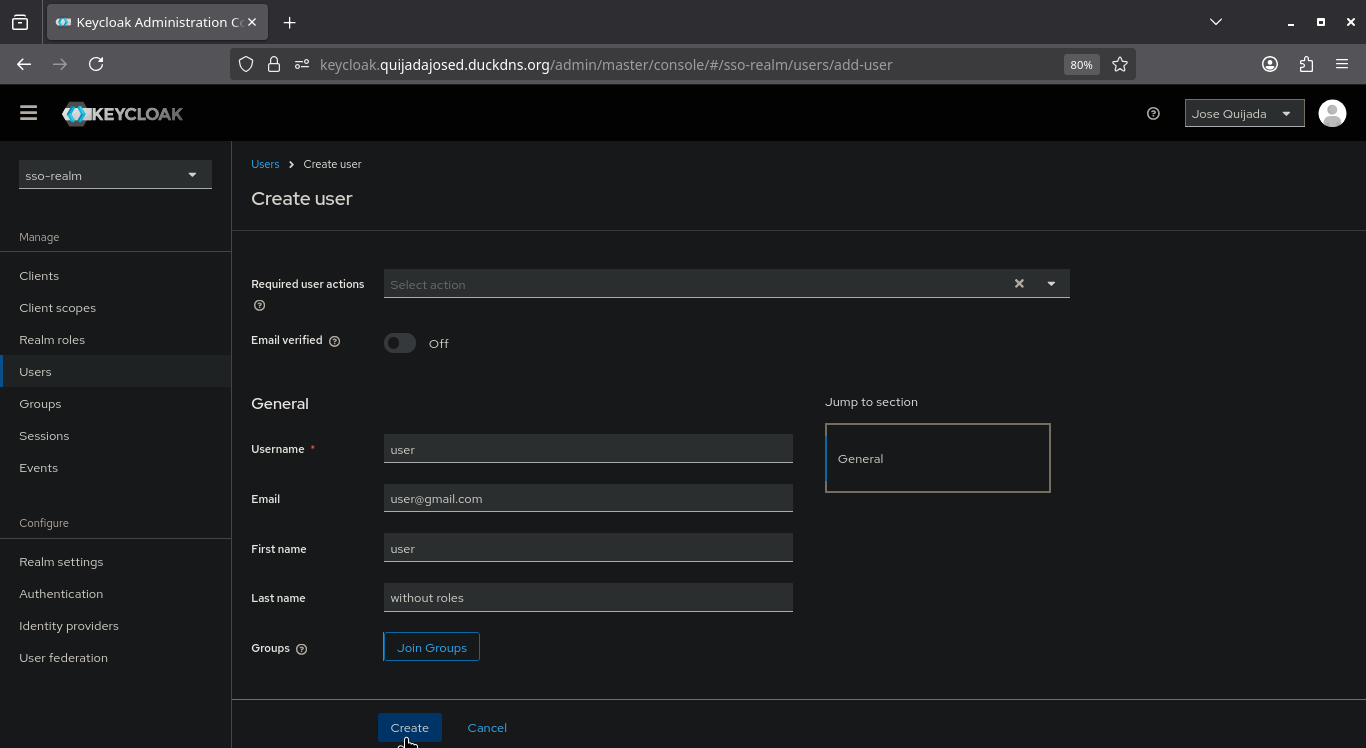 Keycloak Administration Co
keycloak.quijadajosed.duckdns.org/admin/master/console/#/sso-realm/users/add-user
80%
KEYCLOAK
Jose Quijada
sso-realm
Manage
Clients
Client scopes
Realm roles
Users
Groups
Sessions
Events
Configure
Realm settings
Authentication
Identity providers
User federation
Users > Create user
Create user
Required user actions
Select action
Email verified
Off
General
Username *
user
Email
user@gmail.com
First name
user
Last name
without roles
Groups
Join Groups
Jump to section
General
Create
Cancel